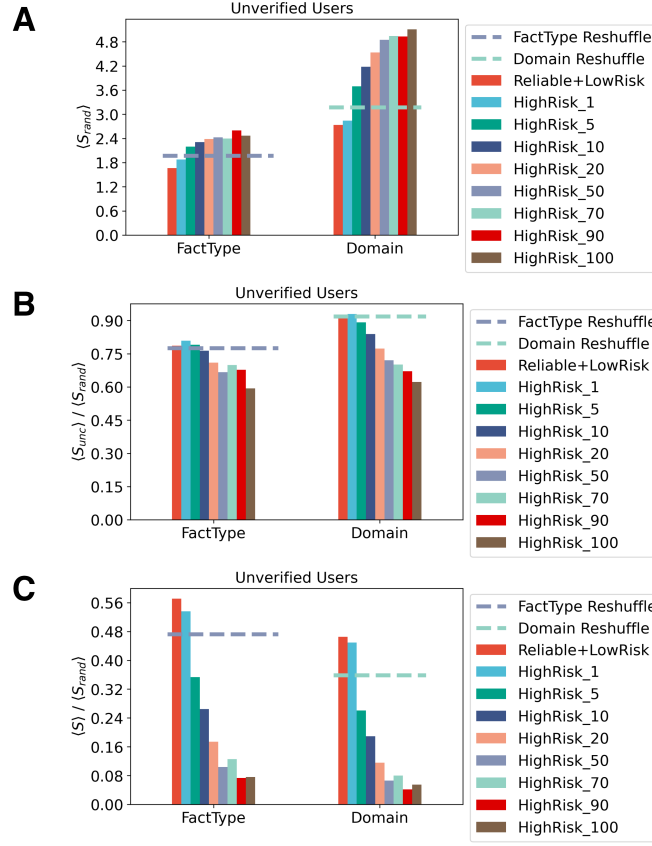 A
Unverified Users
⟨S_rand⟩
4.8
4.2
3.6
3.0
2.4
1.8
1.2
0.6
0.0
FactType
Domain
FactType Reshuffle
Domain Reshuffle
Reliable+LowRisk
HighRisk_1
HighRisk_5
HighRisk_10
HighRisk_20
HighRisk_50
HighRisk_70
HighRisk_90
HighRisk_100
B
Unverified Users
⟨S_unc⟩ / ⟨S_rand⟩
0.90
0.75
0.60
0.45
0.30
0.15
0.00
FactType
Domain
FactType Reshuffle
Domain Reshuffle
Reliable+LowRisk
HighRisk_1
HighRisk_5
HighRisk_10
HighRisk_20
HighRisk_50
HighRisk_70
HighRisk_90
HighRisk_100
C
Unverified Users
⟨S⟩ / ⟨S_rand⟩
0.56
0.48
0.40
0.32
0.24
0.16
0.08
0.00
FactType
Domain
FactType Reshuffle
Domain Reshuffle
Reliable+LowRisk
HighRisk_1
HighRisk_5
HighRisk_10
HighRisk_20
HighRisk_50
HighRisk_70
HighRisk_90
HighRisk_100